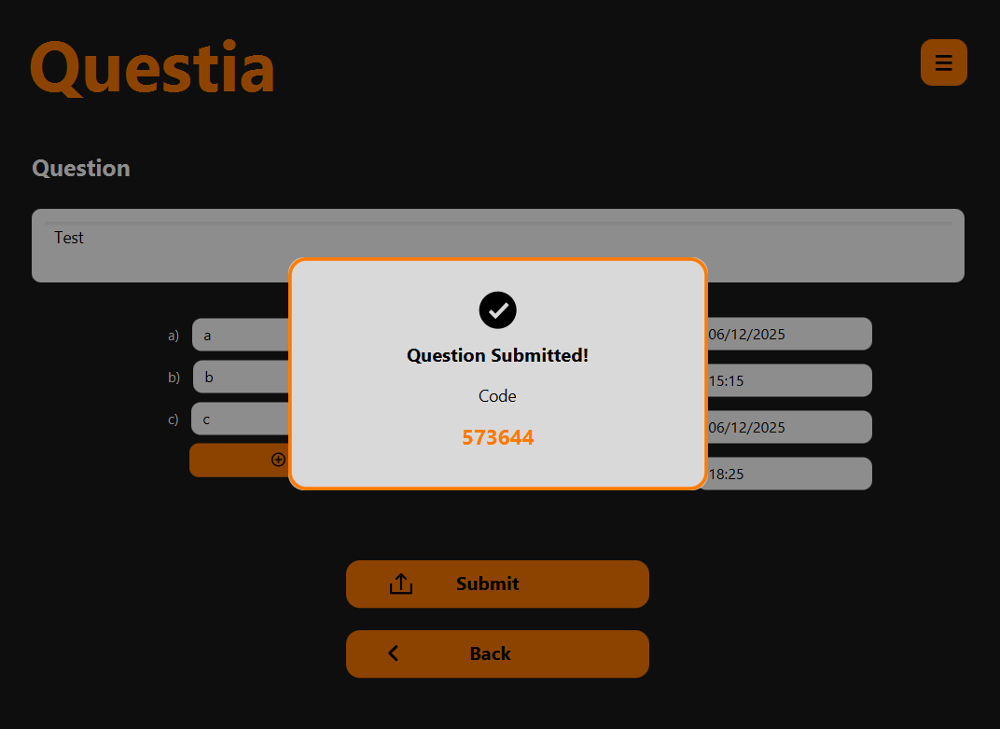 Questia
Question
Test
a) a
b) b
c) c
06/12/2025
15:15
06/12/2025
18:25
Question Submitted!
Code
573644
Submit
Back